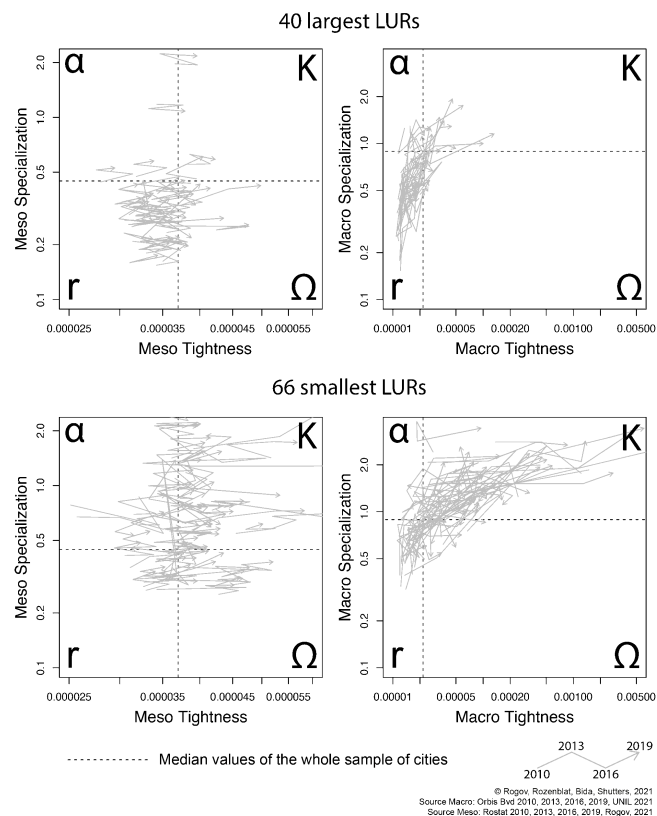 40 largest LURs
α K
2.0
1.0
0.5
0.2
0.1
Meso Specialization
r Ω
0.000025 0.000035 0.000045 0.000055
Meso Tightness
α K
2.0
1.0
0.5
0.2
0.1
Macro Specialization
r Ω
0.00001 0.00005 0.00020 0.00100 0.00500
Macro Tightness
66 smallest LURs
α K
2.0
1.0
0.5
0.2
0.1
Meso Specialization
r Ω
0.000025 0.000035 0.000045 0.000055
Meso Tightness
α K
2.0
1.0
0.5
0.2
0.1
Macro Specialization
r Ω
0.00001 0.00005 0.00020 0.00100 0.00500
Macro Tightness
Median values of the whole sample of cities
2013 2019
2010 2016
© Rogov, Rozenblat, Bida, Shutters, 2021
Source Macro: Orbis Bvd 2010, 2013, 2016, 2019, UNIL 2021
Source Meso: Rostat 2010, 2013, 2016, 2019, Rogov, 2021